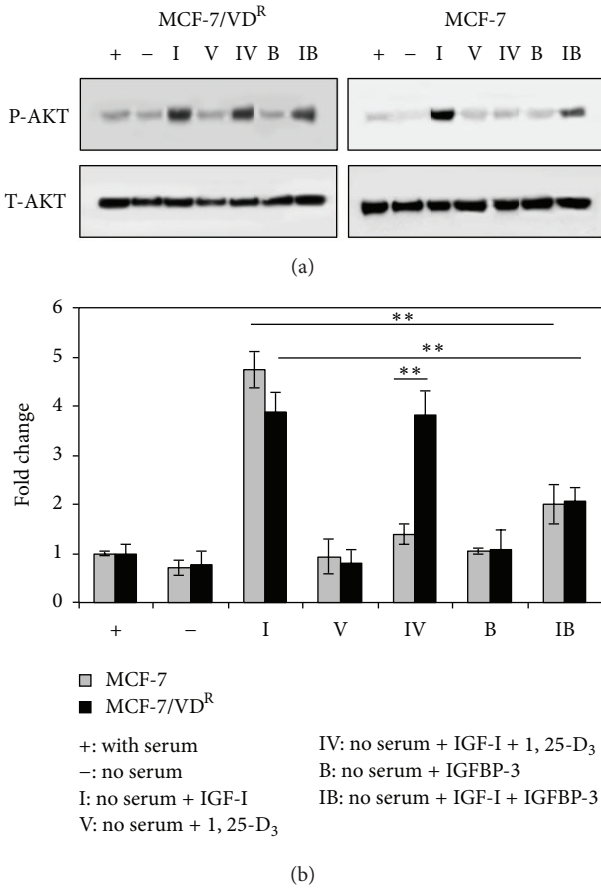 MCF-7/VD^R MCF-7
+ − I V IV B IB + − I V IV B IB
P-AKT
T-AKT
(a)
6
5
4
3
2
1
0
Fold change
**
**
**
+ − I V IV B IB
MCF-7
MCF-7/VD^R
+: with serum
−: no serum
I: no serum + IGF-I
V: no serum + 1, 25-D₃
IV: no serum + IGF-I + 1, 25-D₃
B: no serum + IGFBP-3
IB: no serum + IGF-I + IGFBP-3
(b)